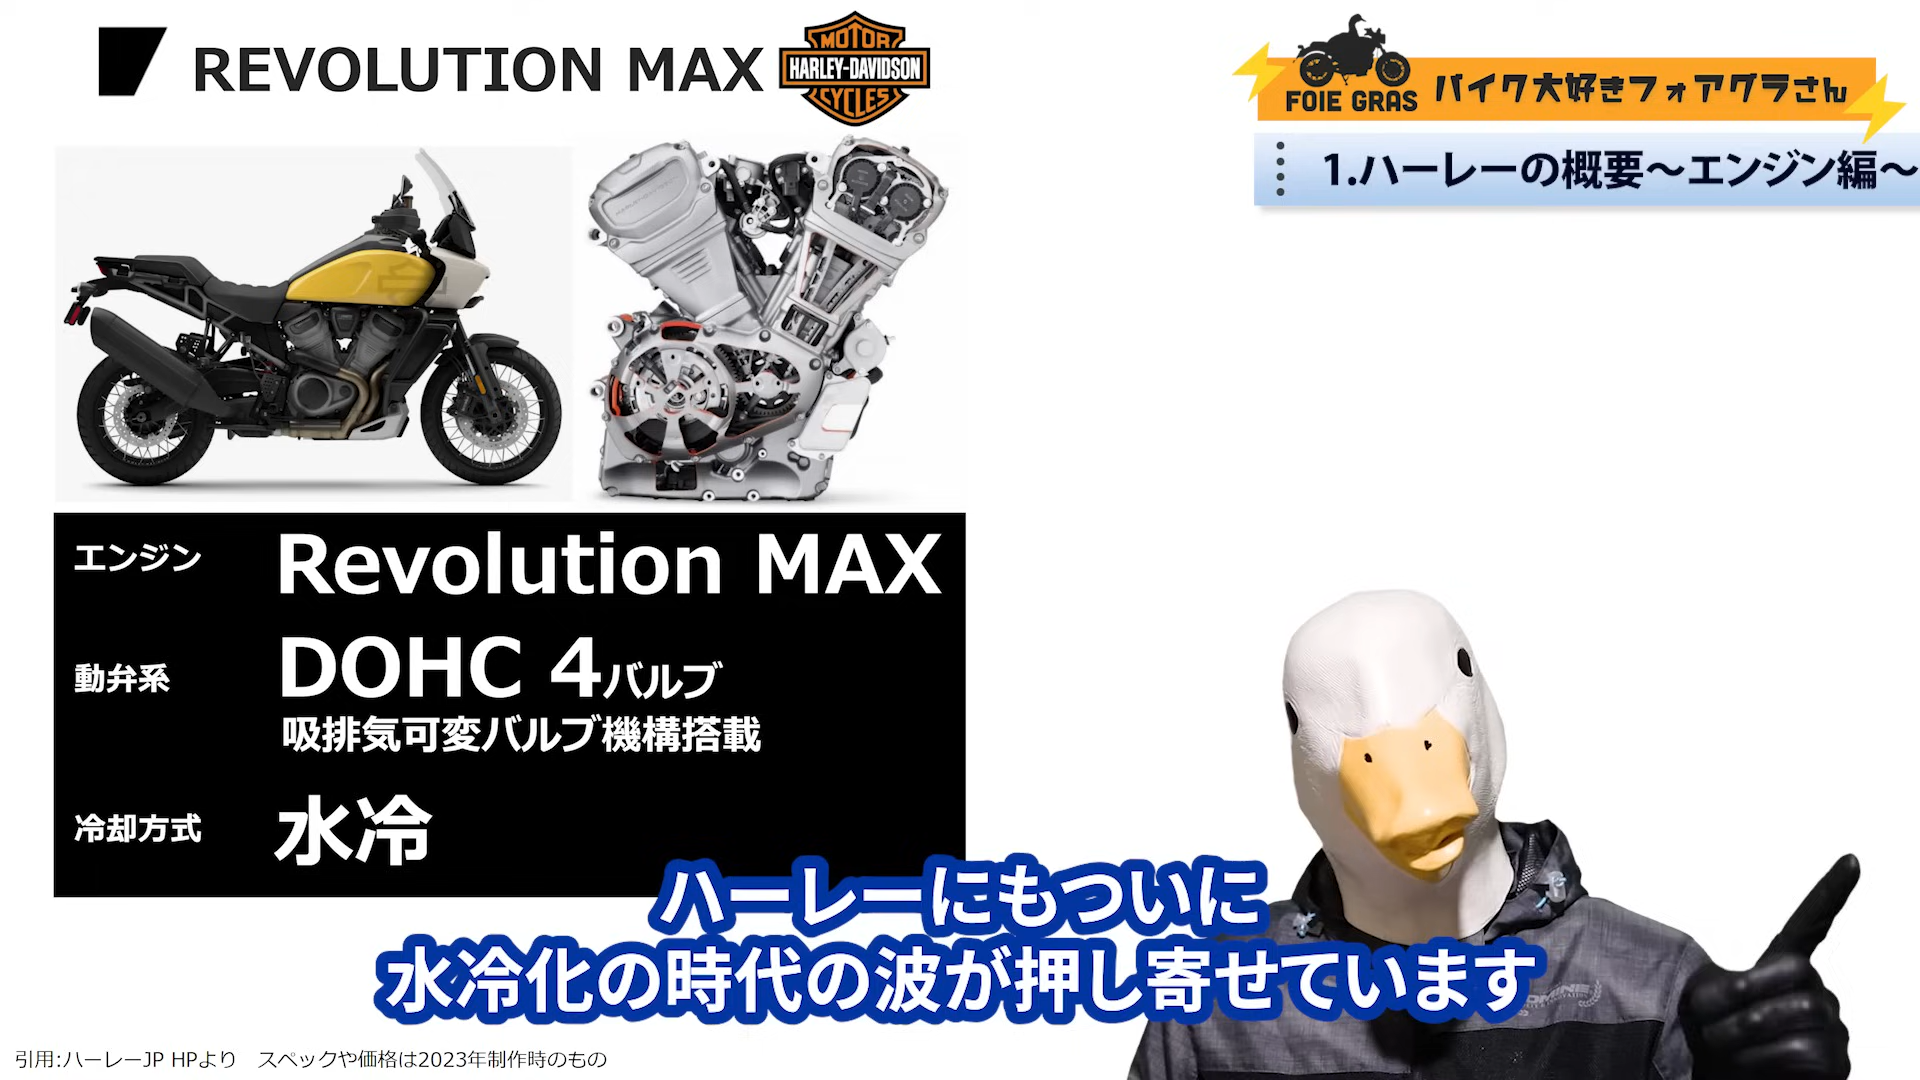 REVOLUTION MAX
MOTOR
HARLEY-DAVIDSON
CYCLES
FOIE GRAS
バイク大好きフォアグラさん
1.ハーレーの概要～エンジン編～
エンジン
Revolution MAX
動弁系
DOHC 4バルブ
吸排気可変バルブ機構搭載
冷却方式
水冷
ハーレーにもついに
水冷化の時代の波が押し寄せています
引用:ハーレーJP HPより　スペックや価格は2023年制作時のもの